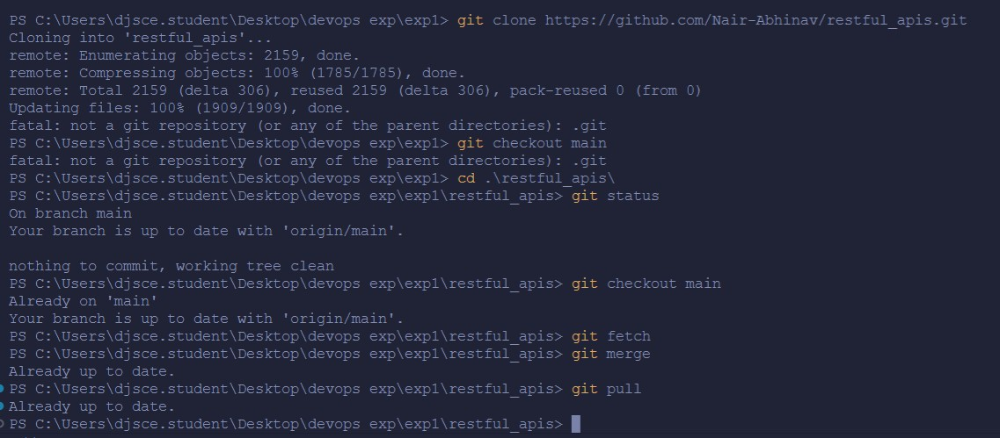 PS C:\Users\djsce.student\Desktop\devops exp\exp1> git clone https://github.com/Nair-Abhinav/restful_apis.git
Cloning into 'restful_apis'...
remote: Enumerating objects: 2159, done.
remote: Compressing objects: 100% (1785/1785), done.
remote: Total 2159 (delta 306), reused 2159 (delta 306), pack-reused 0 (from 0)
Updating files: 100% (1909/1909), done.
fatal: not a git repository (or any of the parent directories): .git
PS C:\Users\djsce.student\Desktop\devops exp\exp1> git checkout main
fatal: not a git repository (or any of the parent directories): .git
PS C:\Users\djsce.student\Desktop\devops exp\exp1> cd .\restful_apis\
PS C:\Users\djsce.student\Desktop\devops exp\exp1\restful_apis> git status
On branch main
Your branch is up to date with 'origin/main'.
nothing to commit, working tree clean
PS C:\Users\djsce.student\Desktop\devops exp\exp1\restful_apis> git checkout main
Already on 'main'
Your branch is up to date with 'origin/main'.
PS C:\Users\djsce.student\Desktop\devops exp\exp1\restful_apis> git fetch
PS C:\Users\djsce.student\Desktop\devops exp\exp1\restful_apis> git merge
Already up to date.
PS C:\Users\djsce.student\Desktop\devops exp\exp1\restful_apis> git pull
Already up to date.
PS C:\Users\djsce.student\Desktop\devops exp\exp1\restful_apis>